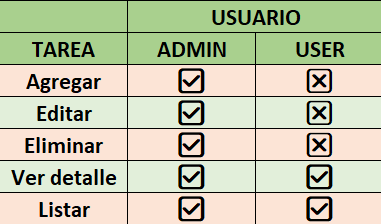 USUARIO
TAREA ADMIN USER
Agregar
Editar
Eliminar
Ver detalle
Listar